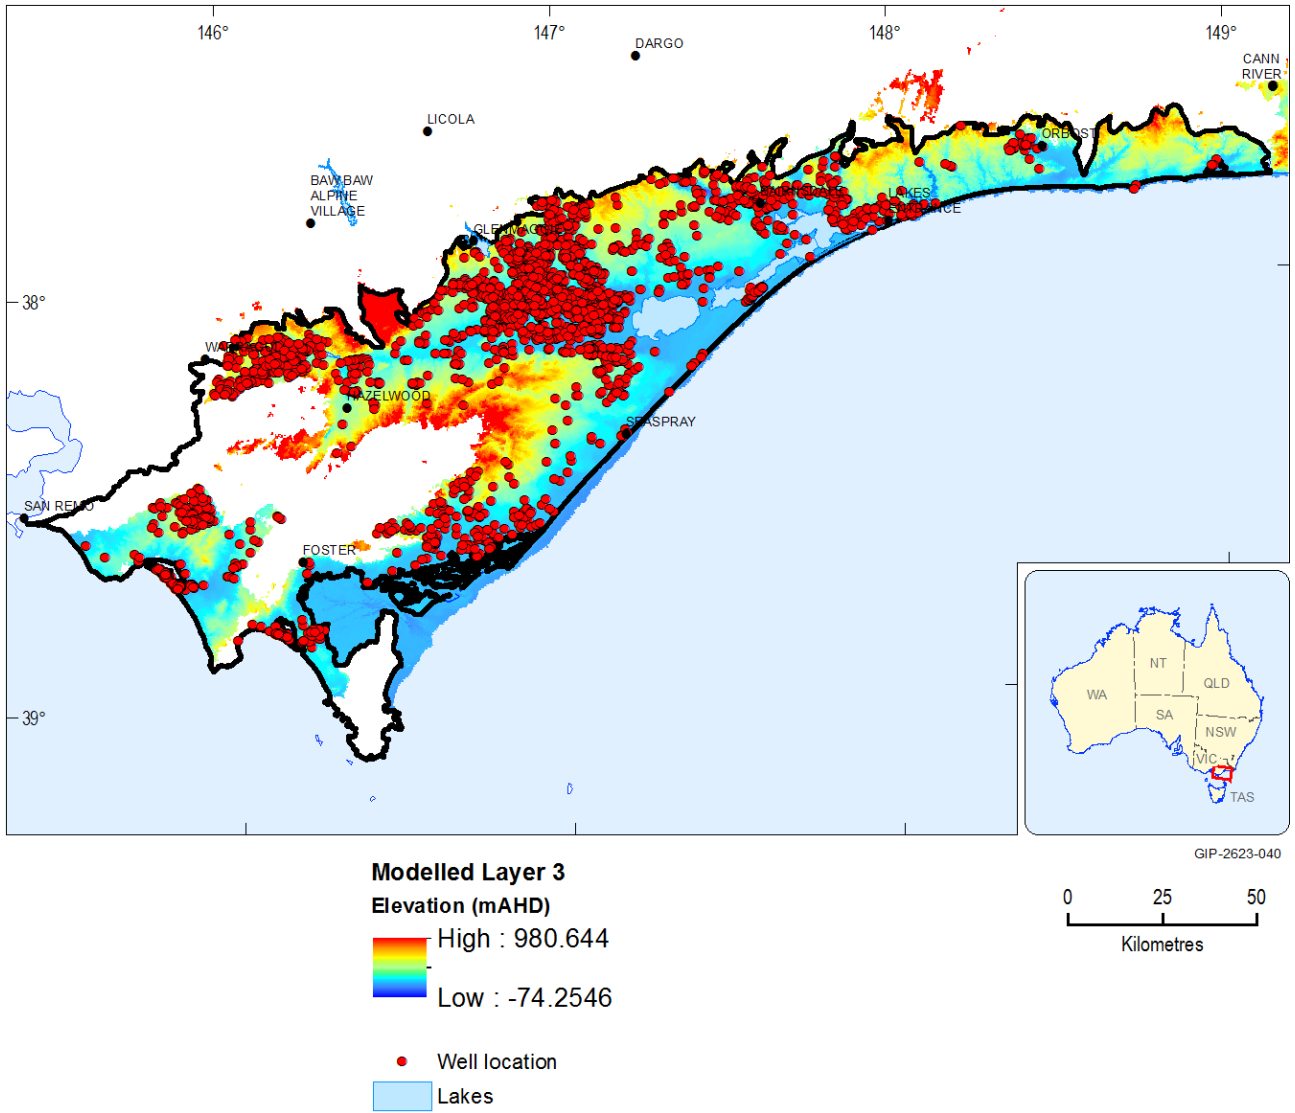 146°
147°
148°
149°
DARGO
CANN
RIVER
LICOLA
ORBOST
BAW BAW
ALPINE
VILLAGE
LAKES
ENTRANCE
38°
HAZELWOOD
SEASPRAY
SAN REMO
FOSTER
39°
NT
QLD
WA
SA
NSW
VIC
TAS
GIP-2623-040
Modelled Layer 3
Elevation (mAHD)
High : 980.644
Low : -74.2546
0 25 50
Kilometres
Well location
Lakes